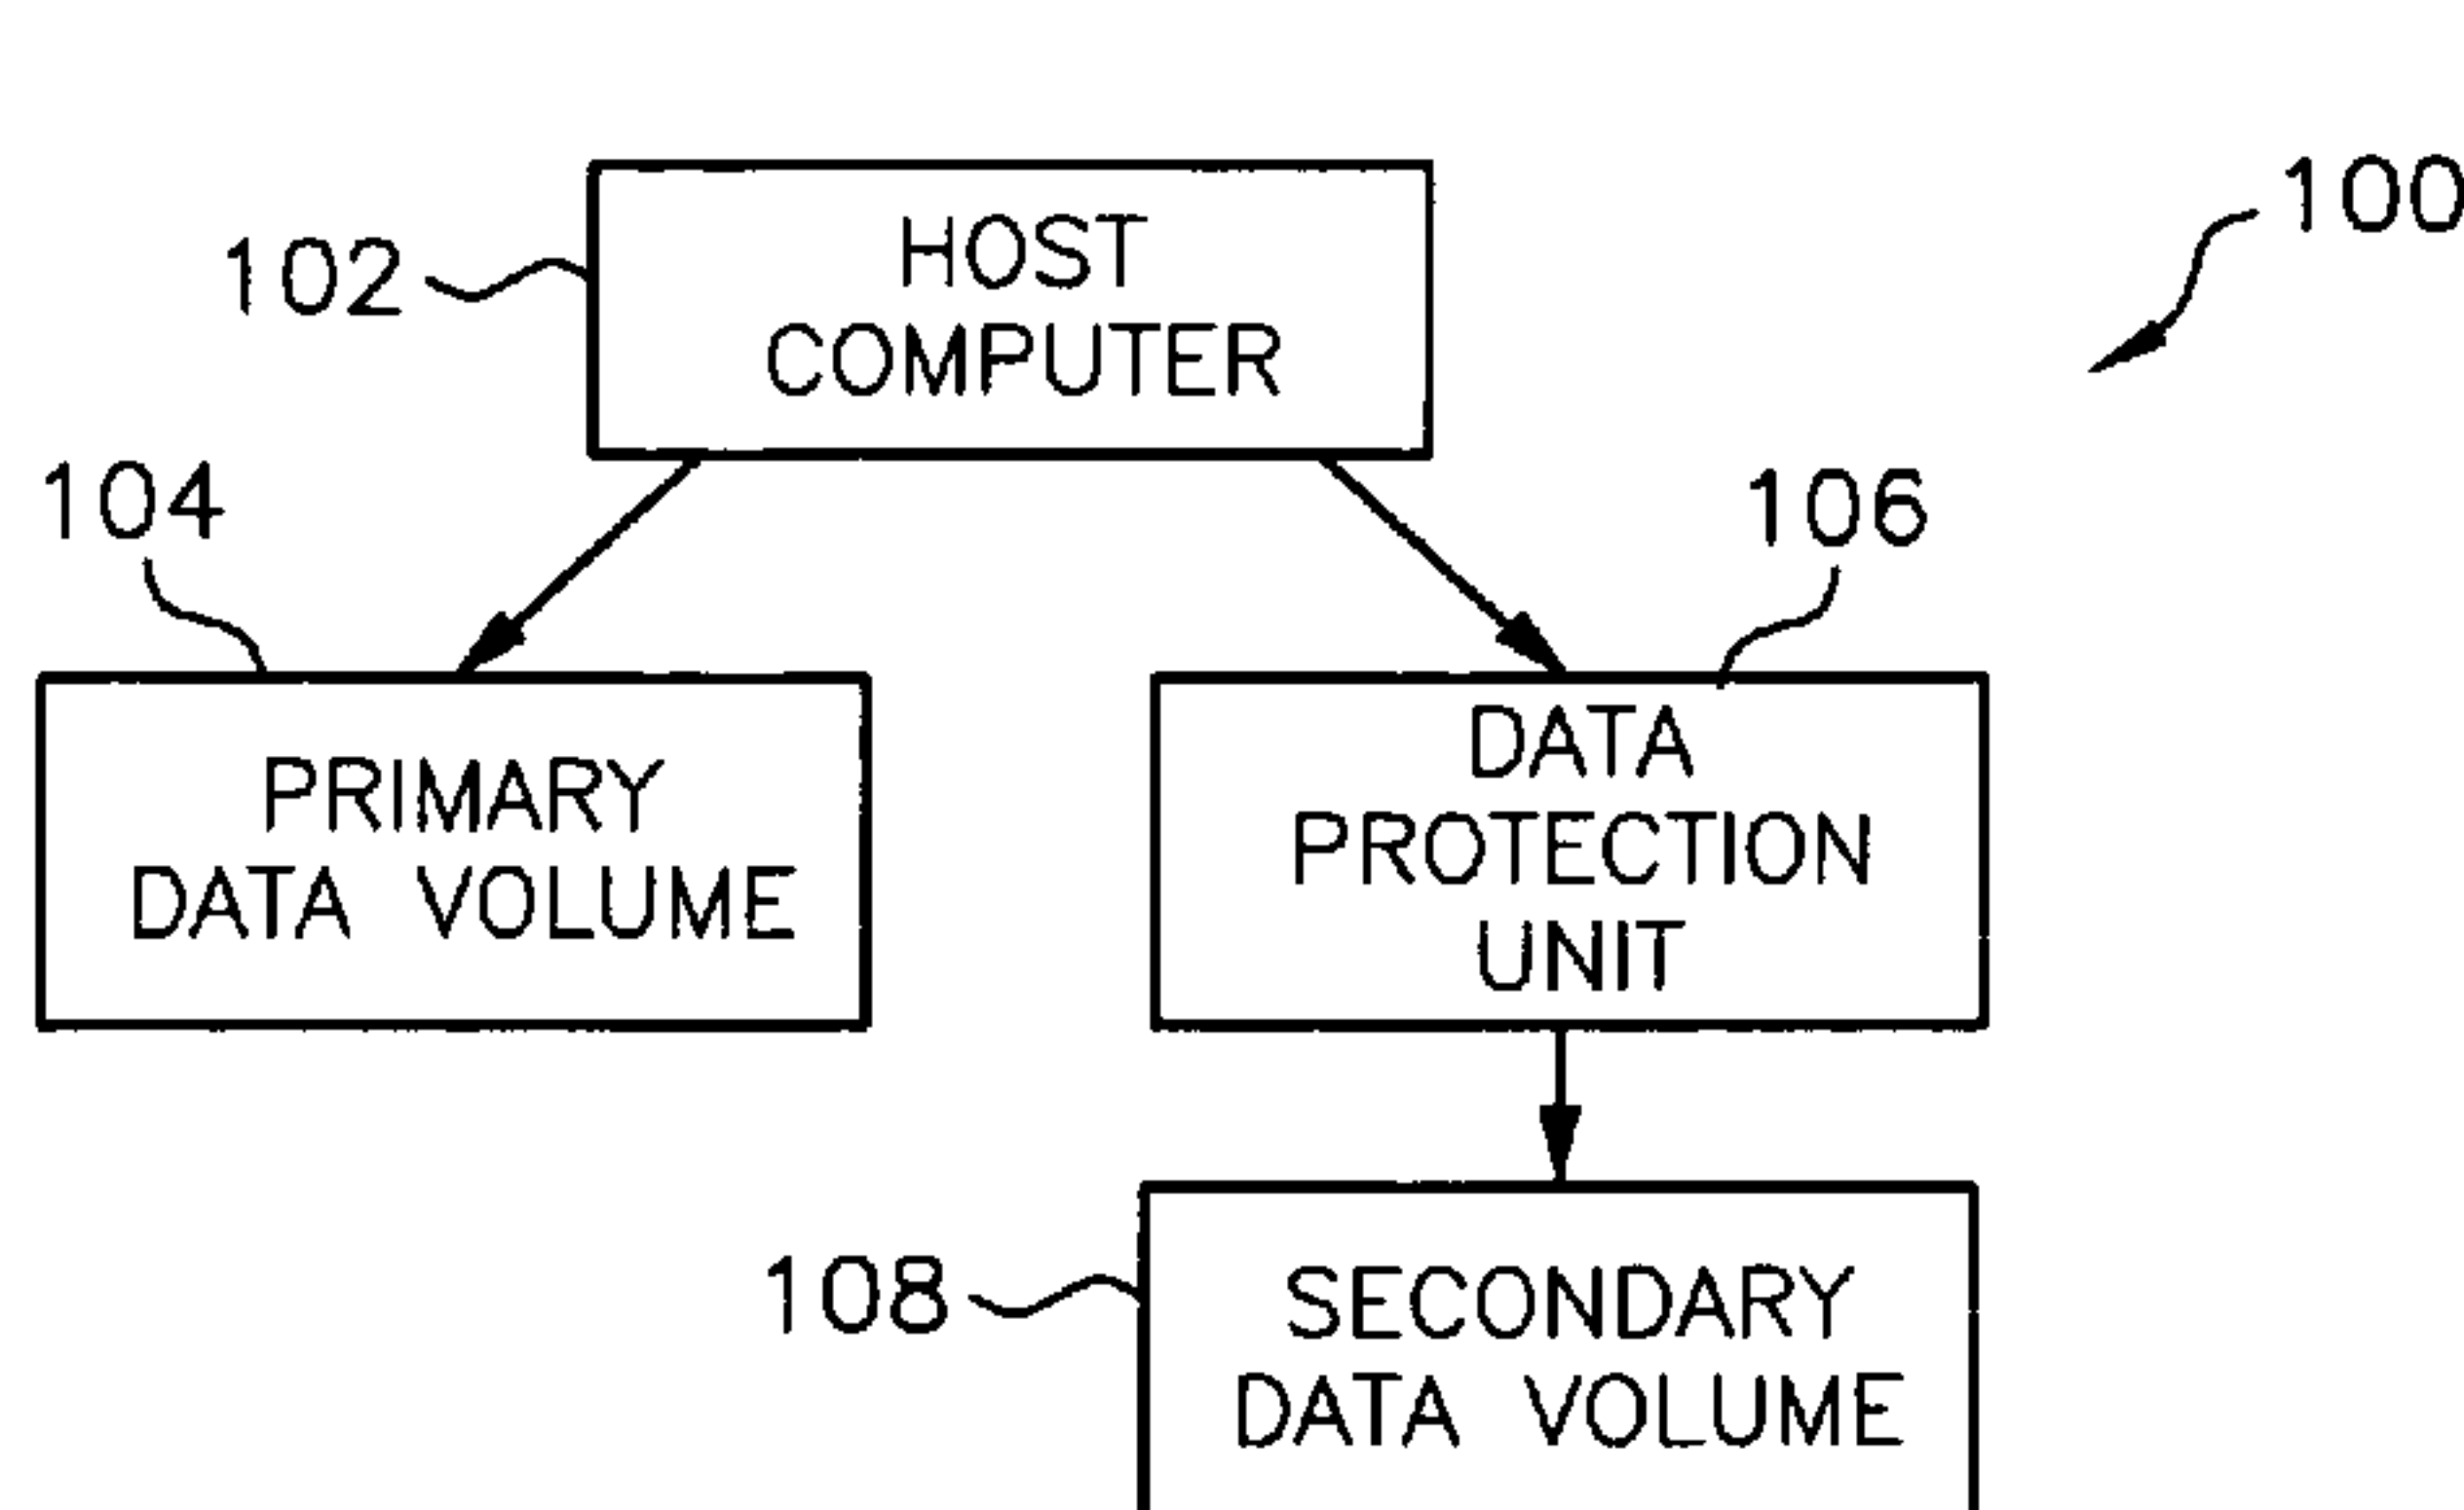 100
102
HOST
COMPUTER
104
106
PRIMARY
DATA VOLUME
DATA
PROTECTION
UNIT
108
SECONDARY
DATA VOLUME